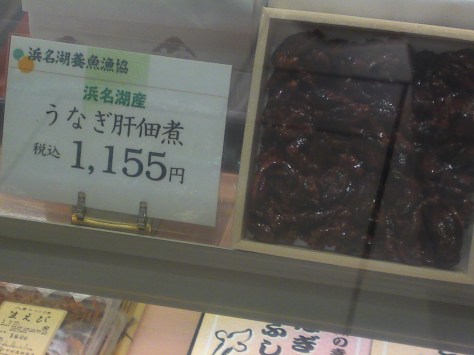 浜名湖養魚漁協
浜名湖産
うなぎ肝佃煮
税込 1,155円